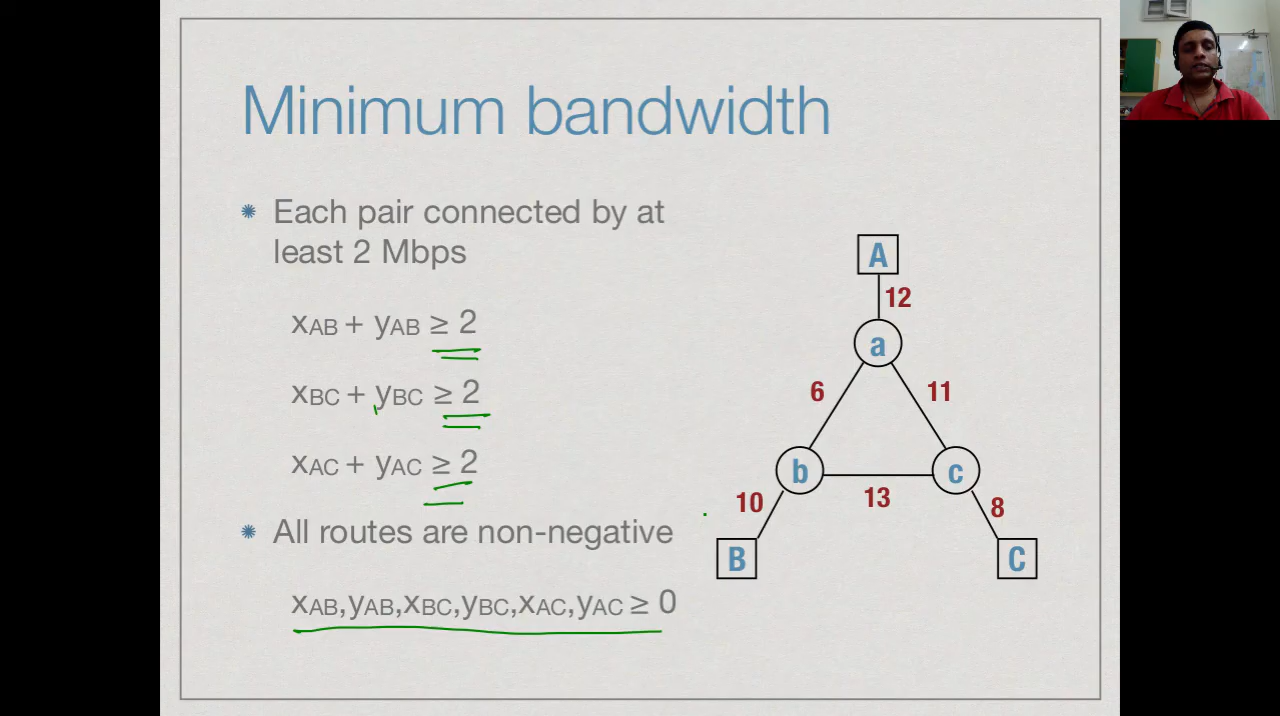 Minimum bandwidth
Each pair connected by at
least 2 Mbps
xAB + yAB ≥ 2
xBC + yBC ≥ 2
xAC + yAC ≥ 2
All routes are non-negative
xAB,yAB,xBC,yBC,xAC,yAC ≥ 0
A
12
a
6
11
b
c
13
10
8
B
C